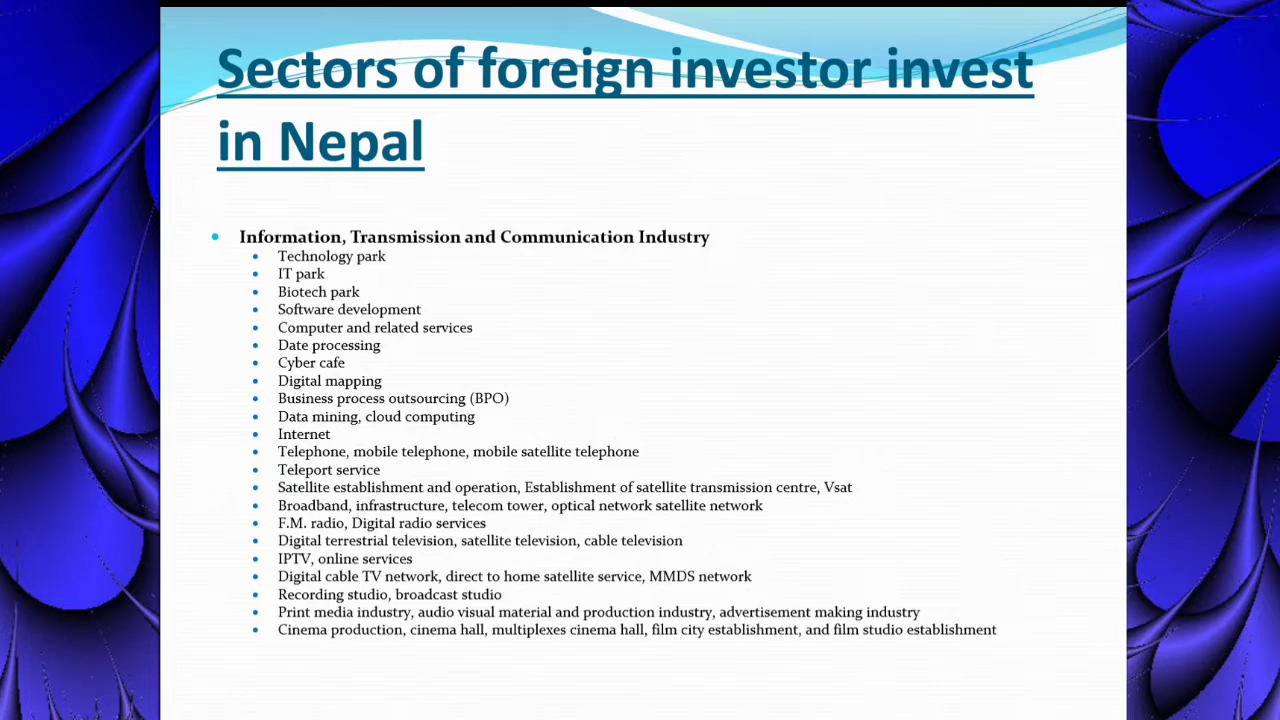 Sectors of foreign investor invest
in Nepal
Information, Transmission and Communication Industry
Technology park
IT park
Biotech park
Software development
Computer and related services
Date processing
Cyber cafe
Digital mapping
Business process outsourcing (BPO)
Data mining, cloud computing
Internet
Telephone, mobile telephone, mobile satellite telephone
Teleport service
Satellite establishment and operation, Establishment of satellite transmission centre, Vsat
Broadband, infrastructure, telecom tower, optical network satellite network
F.M. radio, Digital radio services
Digital terrestrial television, satellite television, cable television
IPTV, online services
Digital cable TV network, direct to home satellite service, MMDS network
Recording studio, broadcast studio
Print media industry, audio visual material and production industry, advertisement making industry
Cinema production, cinema hall, multiplexes cinema hall, film city establishment, and film studio establishment